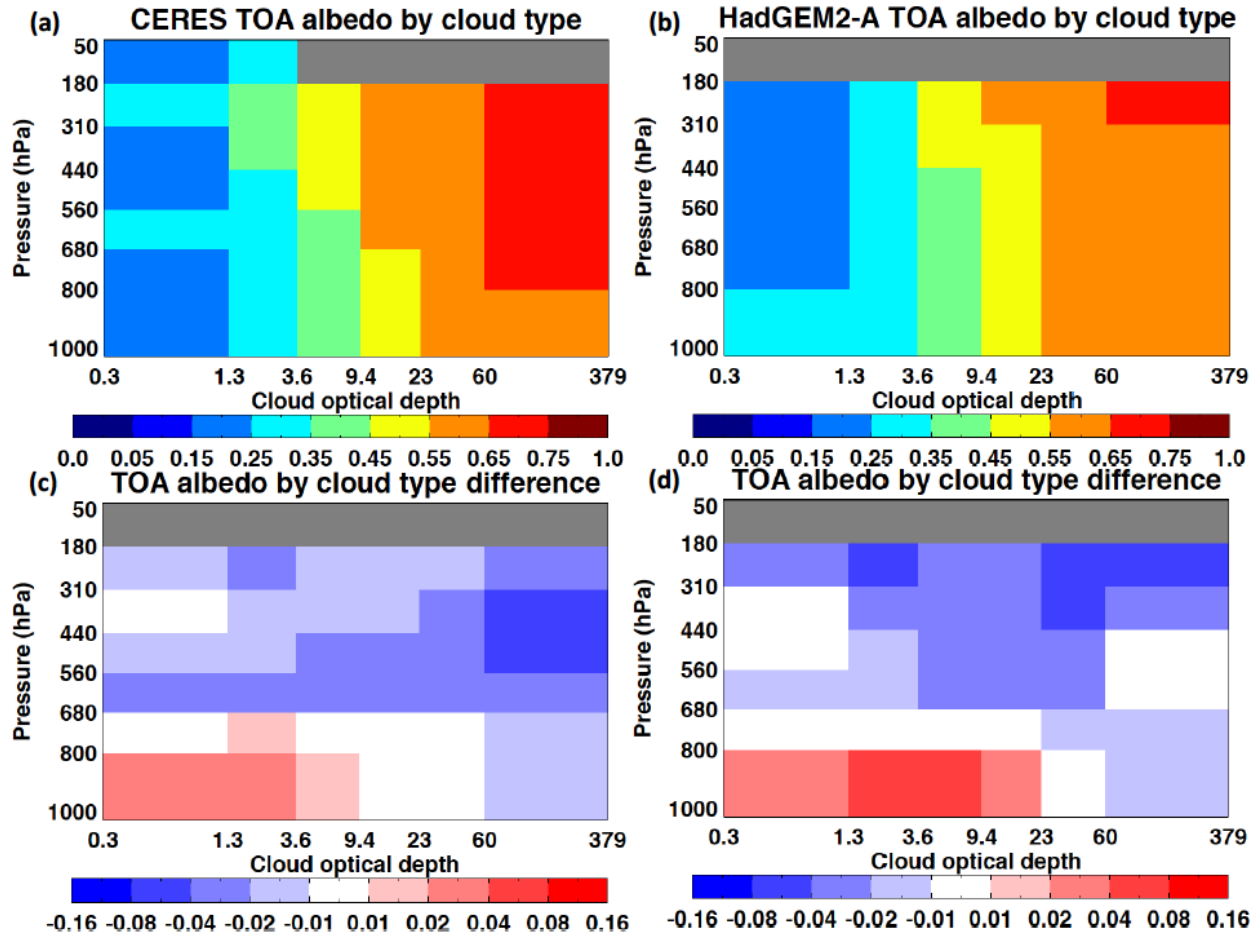 (a) CERES TOA albedo by cloud type
Pressure (hPa)
50
180
310
440
560
680
800
1000
0.3 1.3 3.6 9.4 23 60 379
Cloud optical depth
0.0 0.05 0.15 0.25 0.35 0.45 0.55 0.65 0.75 1.0
(b) HadGEM2-A TOA albedo by cloud type
Pressure (hPa)
50
180
310
440
560
680
800
1000
0.3 1.3 3.6 9.4 23 60 379
Cloud optical depth
0.0 0.05 0.15 0.25 0.35 0.45 0.55 0.65 0.75 1.0
(c) TOA albedo by cloud type difference
Pressure (hPa)
50
180
310
440
560
680
800
1000
0.3 1.3 3.6 9.4 23 60 379
Cloud optical depth
-0.16 -0.08 -0.04 -0.02 -0.01 0.01 0.02 0.04 0.08 0.16
(d) TOA albedo by cloud type difference
Pressure (hPa)
50
180
310
440
560
680
800
1000
0.3 1.3 3.6 9.4 23 60 379
Cloud optical depth
-0.16 -0.08 -0.04 -0.02 -0.01 0.01 0.02 0.04 0.08 0.16